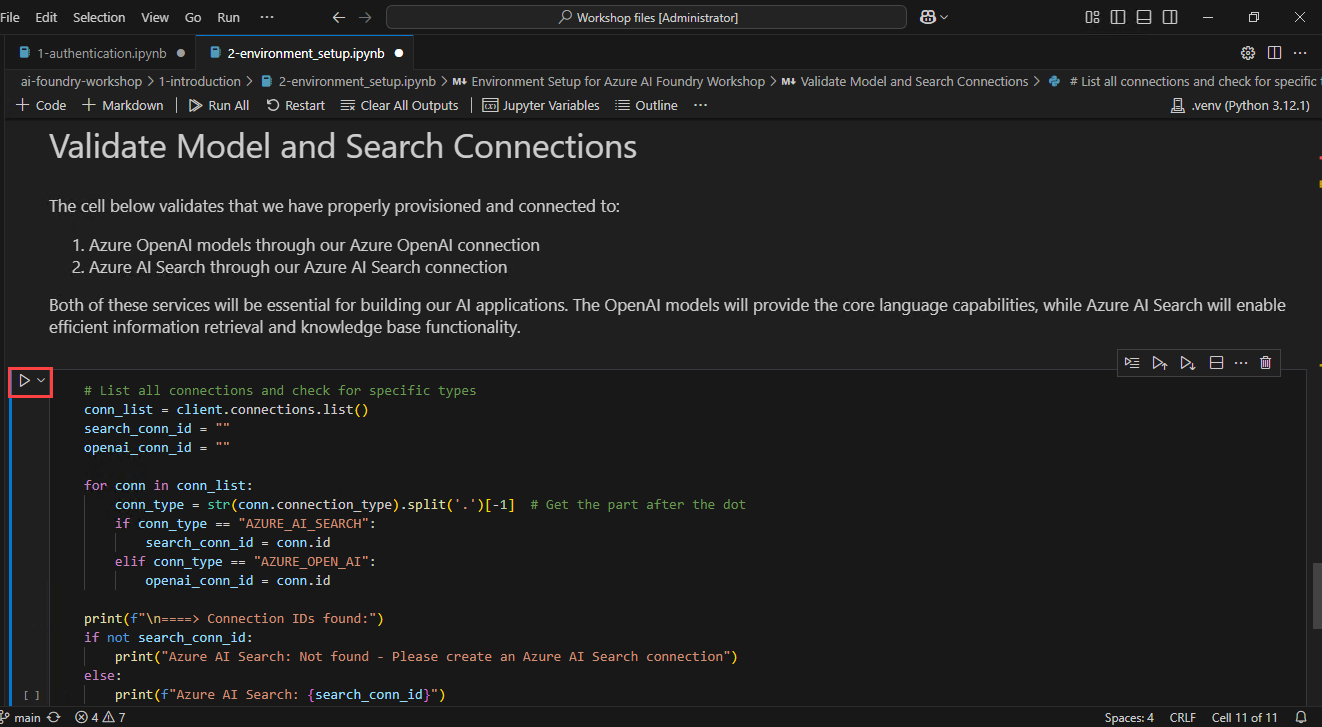 File Edit Selection View Go Run ··· Workshop files [Administrator]
1-authentication.ipynb 2-environment_setup.ipynb
ai-foundry-workshop > 1-introduction > 2-environment_setup.ipynb > M↓ Environment Setup for Azure AI Foundry Workshop > M↓ Validate Model and Search Connections > # List all connections and check for specific
+ Code + Markdown | Run All Restart Clear All Outputs | Jupyter Variables Outline ··· .venv (Python 3.12.1)
Validate Model and Search Connections
The cell below validates that we have properly provisioned and connected to:
1. Azure OpenAI models through our Azure OpenAI connection
2. Azure AI Search through our Azure AI Search connection
Both of these services will be essential for building our AI applications. The OpenAI models will provide the core language capabilities, while Azure AI Search will enable
efficient information retrieval and knowledge base functionality.
# List all connections and check for specific types
conn_list = client.connections.list()
search_conn_id = ""
openai_conn_id = ""
for conn in conn_list:
    conn_type = str(conn.connection_type).split('.')[-1]  # Get the part after the dot
    if conn_type == "AZURE_AI_SEARCH":
        search_conn_id = conn.id
    elif conn_type == "AZURE_OPEN_AI":
        openai_conn_id = conn.id
print(f"\n====> Connection IDs found:")
if not search_conn_id:
    print("Azure AI Search: Not found - Please create an Azure AI Search connection")
else:
[ ]     print(f"Azure AI Search: {search_conn_id}")
main 4 7 Spaces: 4 CRLF Cell 11 of 11